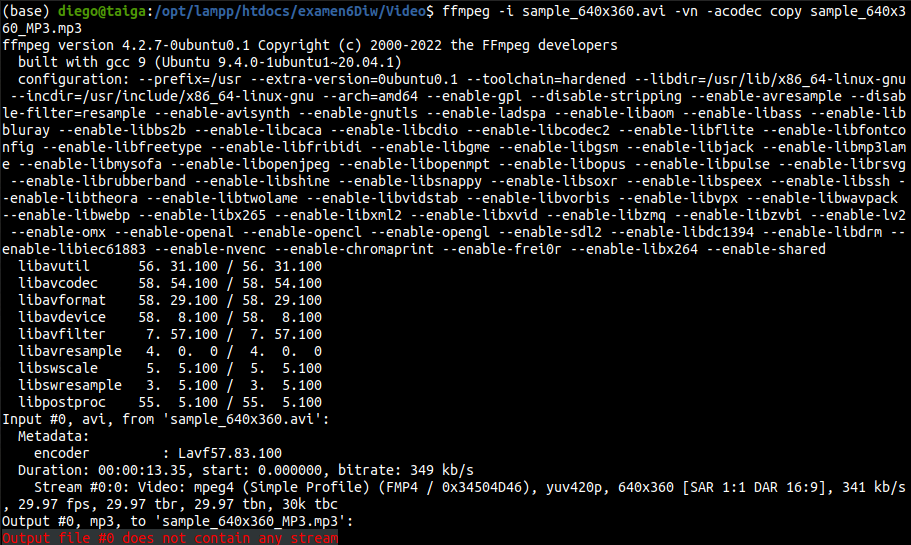 (base) diego@taiga:/opt/lampp/htdocs/examen6Diw/Video$ ffmpeg -i sample_640x360.avi -vn -acodec copy sample_640x3
60_MP3.mp3
ffmpeg version 4.2.7-0ubuntu0.1 Copyright (c) 2000-2022 the FFmpeg developers
  built with gcc 9 (Ubuntu 9.4.0-1ubuntu1~20.04.1)
  configuration: --prefix=/usr --extra-version=0ubuntu0.1 --toolchain=hardened --libdir=/usr/lib/x86_64-linux-gnu
 --incdir=/usr/include/x86_64-linux-gnu --arch=amd64 --enable-gpl --disable-stripping --enable-avresample --disab
le-filter=resample --enable-avisynth --enable-gnutls --enable-ladspa --enable-libaom --enable-libass --enable-lib
bluray --enable-libbs2b --enable-libcaca --enable-libcdio --enable-libcodec2 --enable-libflite --enable-libfontco
nfig --enable-libfreetype --enable-libfribidi --enable-libgme --enable-libgsm --enable-libjack --enable-libmp3lam
e --enable-libmysofa --enable-libopenjpeg --enable-libopenmpt --enable-libopus --enable-libpulse --enable-librsvg
 --enable-librubberband --enable-libshine --enable-libsnappy --enable-libsoxr --enable-libspeex --enable-libssh -
-enable-libtheora --enable-libtwolame --enable-libvidstab --enable-libvorbis --enable-libvpx --enable-libwavpack
--enable-libwebp --enable-libx265 --enable-libxml2 --enable-libxvid --enable-libzmq --enable-libzvbi --enable-lv2
 --enable-omx --enable-openal --enable-opencl --enable-opengl --enable-sdl2 --enable-libdc1394 --enable-libdrm --
enable-libiec61883 --enable-nvenc --enable-chromaprint --enable-frei0r --enable-libx264 --enable-shared
  libavutil      56. 31.100 / 56. 31.100
  libavcodec     58. 54.100 / 58. 54.100
  libavformat    58. 29.100 / 58. 29.100
  libavdevice    58.  8.100 / 58.  8.100
  libavfilter     7. 57.100 /  7. 57.100
  libavresample   4.  0.  0 /  4.  0.  0
  libswscale      5.  5.100 /  5.  5.100
  libswresample   3.  5.100 /  3.  5.100
  libpostproc    55.  5.100 / 55.  5.100
Input #0, avi, from 'sample_640x360.avi':
  Metadata:
    encoder         : Lavf57.83.100
  Duration: 00:00:13.35, start: 0.000000, bitrate: 349 kb/s
    Stream #0:0: Video: mpeg4 (Simple Profile) (FMP4 / 0x34504D46), yuv420p, 640x360 [SAR 1:1 DAR 16:9], 341 kb/s
, 29.97 fps, 29.97 tbr, 29.97 tbn, 30k tbc
Output #0, mp3, to 'sample_640x360_MP3.mp3':
Output file #0 does not contain any stream